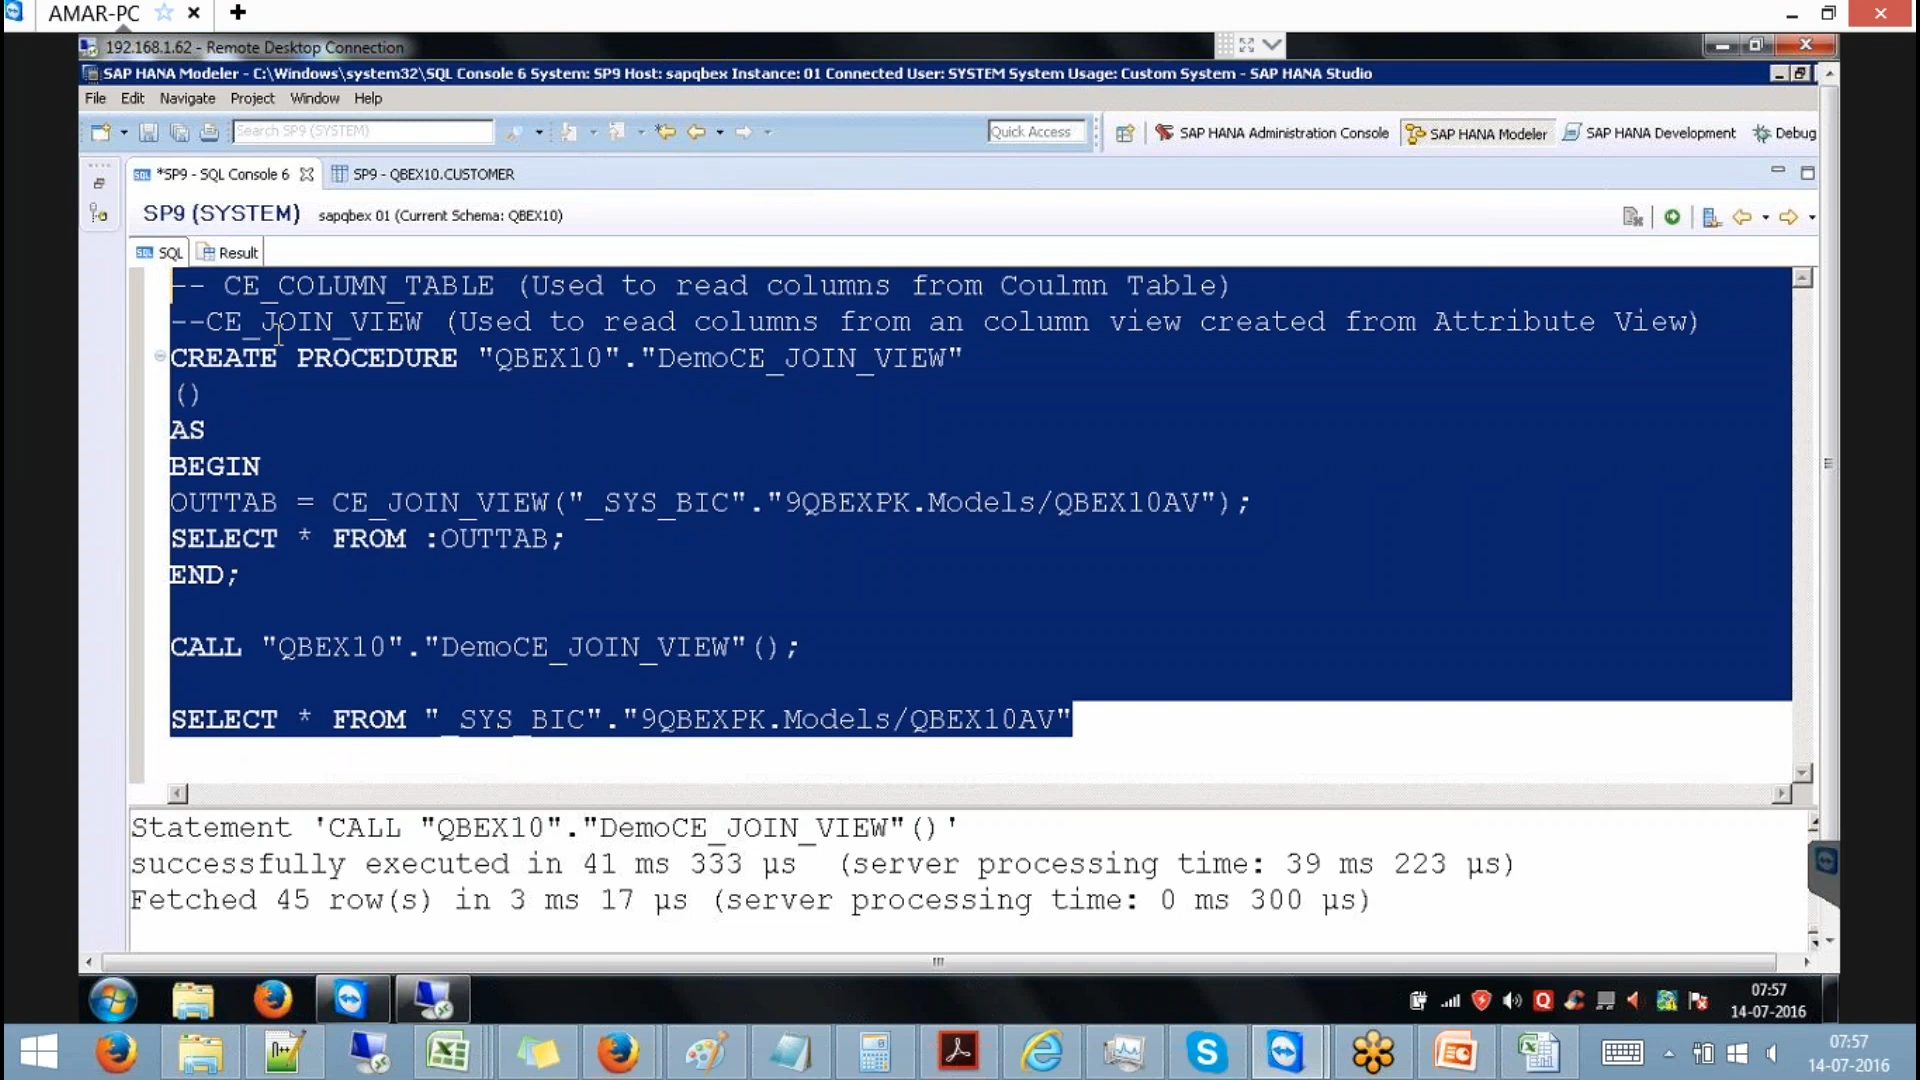 AMAR-PC
192.168.1.62 - Remote Desktop Connection
SAP HANA Modeler - C:\Windows\system32\SQL Console 6 System: SP9 Host: sapqbex Instance: 01 Connected User: SYSTEM System Usage: Custom System - SAP HANA Studio
File Edit Navigate Project Window Help
Search SP9 (SYSTEM) Quick Access SAP HANA Administration Console SAP HANA Modeler SAP HANA Development Debug
SQL *SP9 - SQL Console 6 SP9 - QBEX10.CUSTOMER
SP9 (SYSTEM) sapqbex 01 (Current Schema: QBEX10)
SQL SQL Result
-- CE_COLUMN_TABLE (Used to read columns from Coulmn Table)
--CE_JOIN_VIEW (Used to read columns from an column view created from Attribute View)
CREATE PROCEDURE "QBEX10"."DemoCE_JOIN_VIEW"
()
AS
BEGIN
OUTTAB = CE_JOIN_VIEW("_SYS_BIC"."9QBEXPK.Models/QBEX10AV");
SELECT * FROM :OUTTAB;
END;
CALL "QBEX10"."DemoCE_JOIN_VIEW"();
SELECT * FROM "_SYS_BIC"."9QBEXPK.Models/QBEX10AV"
Statement 'CALL "QBEX10"."DemoCE_JOIN_VIEW"()'
successfully executed in 41 ms 333 µs (server processing time: 39 ms 223 µs)
Fetched 45 row(s) in 3 ms 17 µs (server processing time: 0 ms 300 µs)
07:57
14-07-2016
07:57
14-07-2016